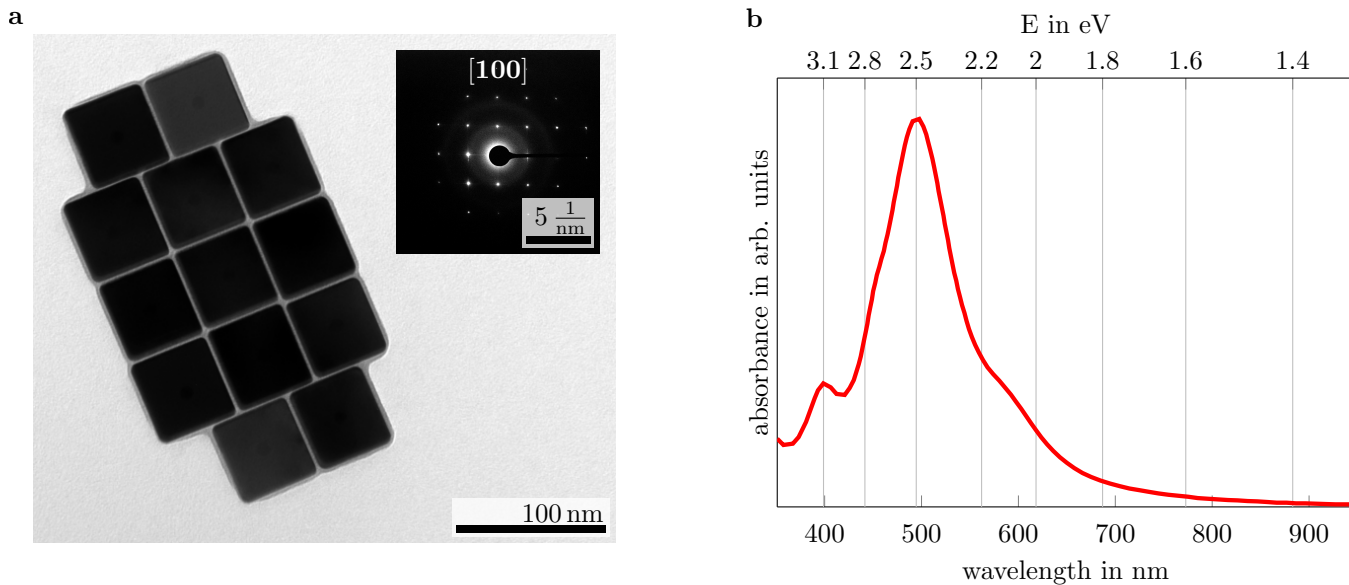 a
[100]
5 1/nm
100 nm
b
E in eV
3.1 2.8 2.5 2.2 2 1.8 1.6 1.4
absorbance in arb. units
400 500 600 700 800 900
wavelength in nm